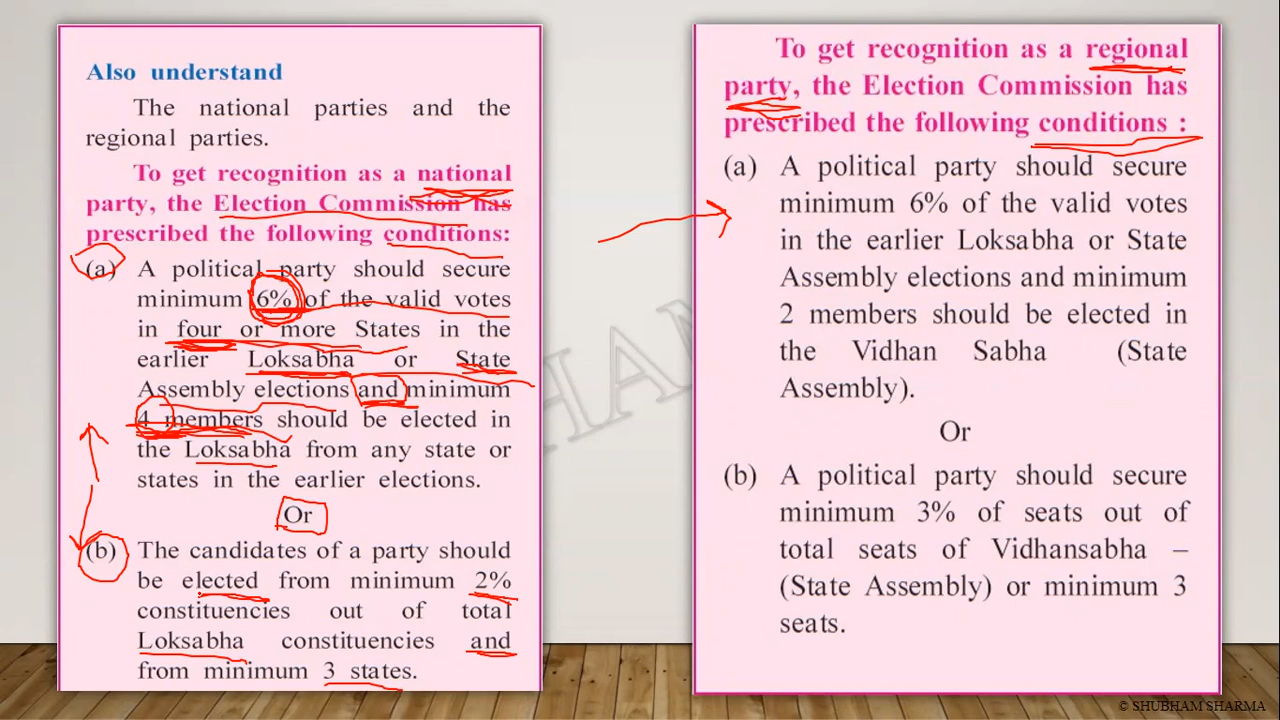 Also understand
The national parties and the
regional parties.
To get recognition as a national
party, the Election Commission has
prescribed the following conditions:
(a) A political party should secure
minimum 6% of the valid votes
in four or more States in the
earlier Loksabha or State
Assembly elections and minimum
4 members should be elected in
the Loksabha from any state or
states in the earlier elections.
Or
(b) The candidates of a party should
be elected from minimum 2%
constituencies out of total
Loksabha constituencies and
from minimum 3 states.
To get recognition as a regional
party, the Election Commission has
prescribed the following conditions :
(a) A political party should secure
minimum 6% of the valid votes
in the earlier Loksabha or State
Assembly elections and minimum
2 members should be elected in
the Vidhan Sabha (State
Assembly).
Or
(b) A political party should secure
minimum 3% of seats out of
total seats of Vidhansabha –
(State Assembly) or minimum 3
seats.
© SHUBHAM SHARMA